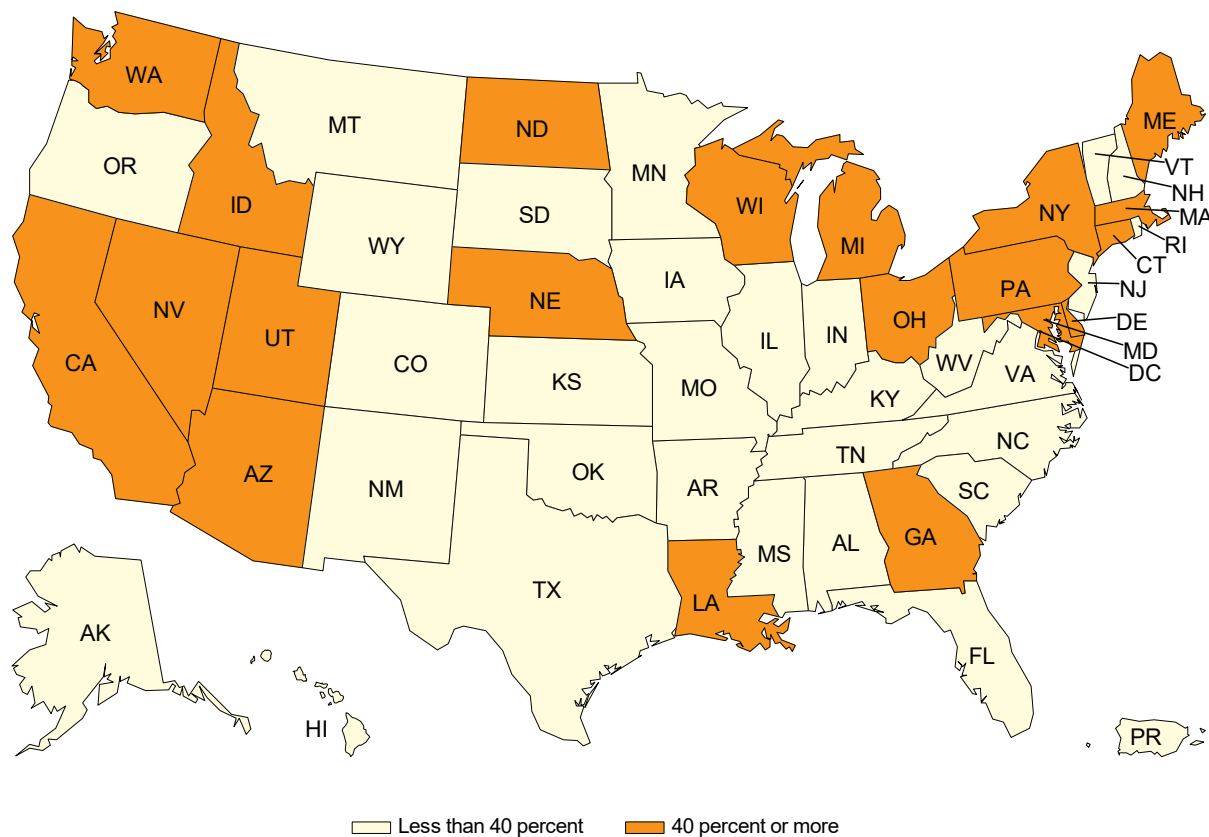 WA
MT
ND
MN
ME
VT
NH
OR
ID
SD
WI
NY
MA
MI
RI
WY
CT
IA
PA
NJ
NE
NV
OH
DE
UT
IL
IN
MD
CA
CO
WV
VA
DC
KS
MO
KY
NC
TN
AZ
OK
NM
AR
SC
GA
MS
AL
TX
LA
AK
FL
HI
PR
Less than 40 percent
40 percent or more